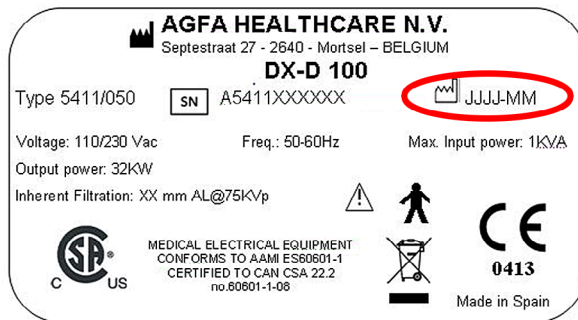 AGFA HEALTHCARE N.V.
Septestraat 27 - 2640 - Mortsel – BELGIUM
DX-D 100
Type 5411/050 SN A5411XXXXXX JJJJ-MM
Voltage: 110/230 Vac Freq.: 50-60Hz Max. Input power: 1KVA
Output power: 32KW
Inherent Filtration: XX mm AL@75KVp
CSA ®
C US
MEDICAL ELECTRICAL EQUIPMENT
CONFORMS TO AAMI ES60601-1
CERTIFIED TO CAN CSA 22.2
no.60601-1-08
CE
0413
Made in Spain